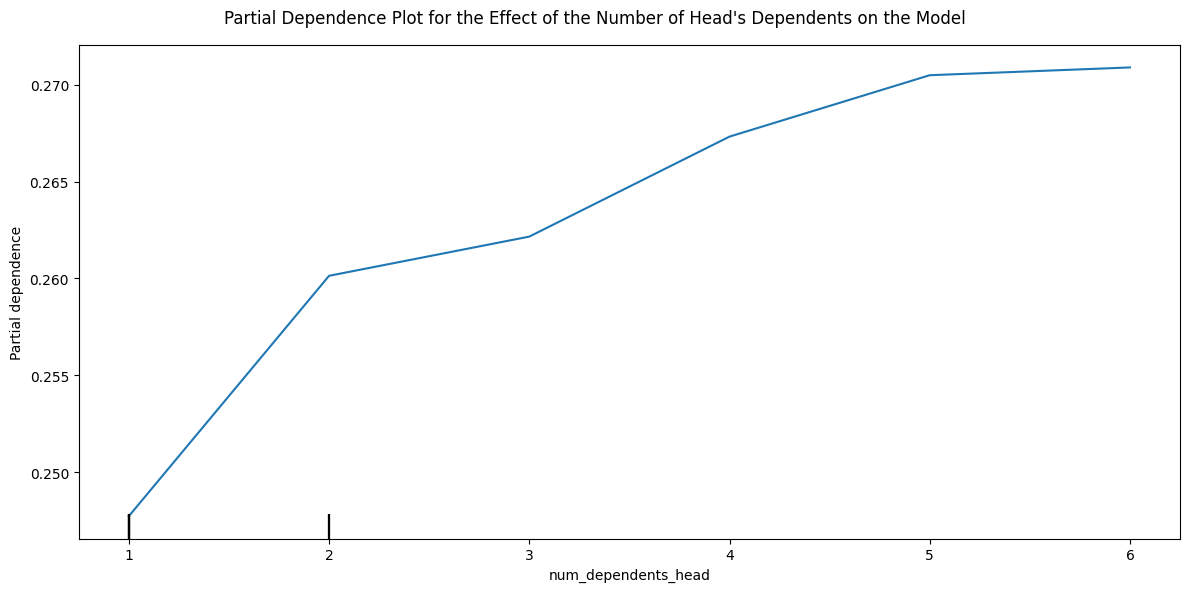 Partial Dependence Plot for the Effect of the Number of Head's Dependents on the Model
0.270
0.265
0.260
0.255
0.250
Partial dependence
1 2 3 4 5 6
num_dependents_head